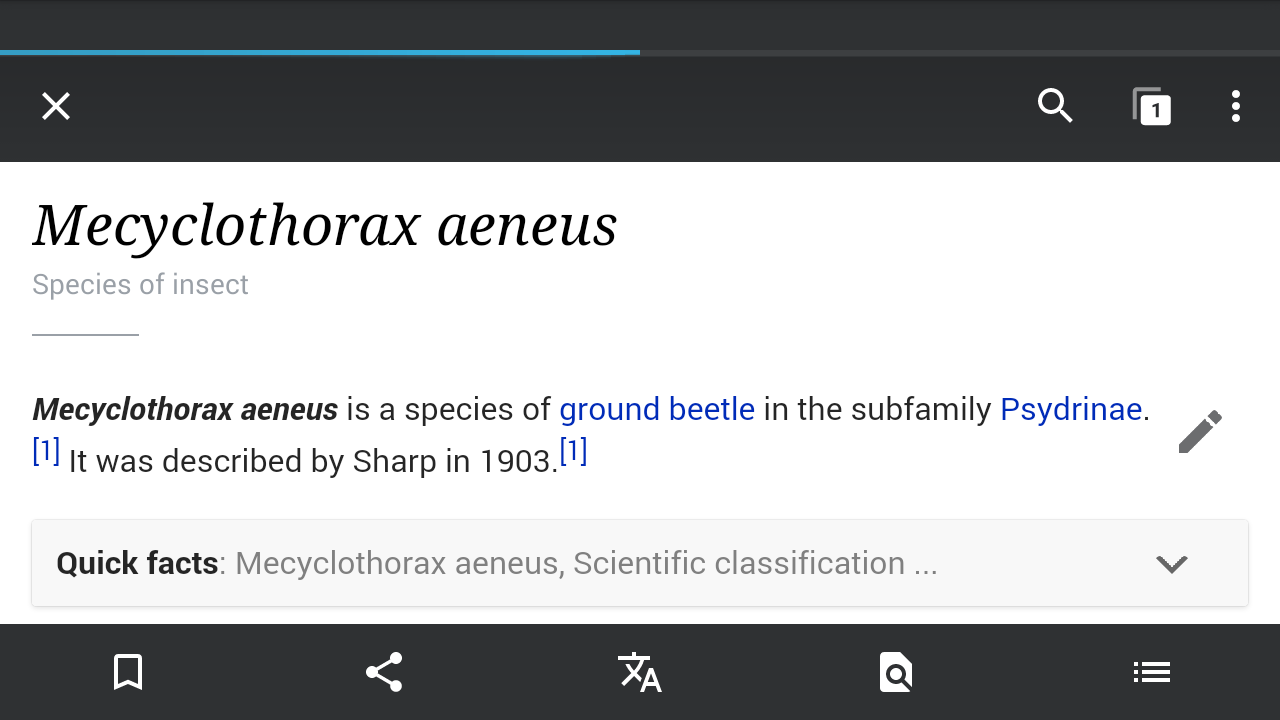 1
Mecyclothorax aeneus
Species of insect
Mecyclothorax aeneus is a species of ground beetle in the subfamily Psydrinae.
[1] It was described by Sharp in 1903.[1]
Quick facts: Mecyclothorax aeneus, Scientific classification ...